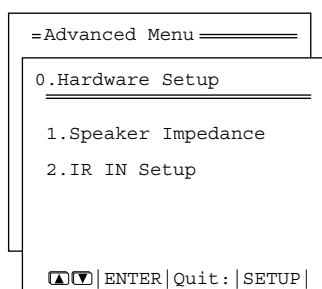 =Advanced Menu
0.Hardware Setup
1.Speaker Impedance
2.IR IN Setup
▲▼|ENTER|Quit:|SETUP|